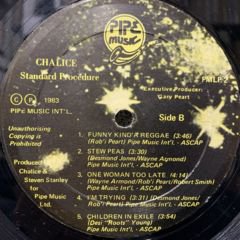 PIPE
MUSIC
CHALICE
Standard Procedure
PMLP 2
Executive Producer:
Gary Peart
© ℗ 1983
PIPE MUSIC INT'L.
Side B
Unauthorising
Copying is
Prohibited
Produced by
Chalice &
Steven Stanley
for
Pipe Music
Ltd.
1 FUNNY KIND'A REGGAE (3:46)
(Rob'i Peart) Pipe Music Int'l. - ASCAP
2 STEW PEAS (3:30)
(Desmond Jones/Wayne Armond)
Pipe Music Int'l. - ASCAP
3 ONE WOMAN TOO LATE (4:14)
(Wayne Armond/Rob'i Peart/Robert Smith)
Pipe Music Int'l. - ASCAP
4 I'M TRYING (3:31) (Desmond Jones/
Rob'i Peart) Pipe Music Int'l. - ASCAP
5 CHILDREN IN EXILE (3:54)
(Desi "Roots" Young)
Pipe Music Int'l. - ASCAP